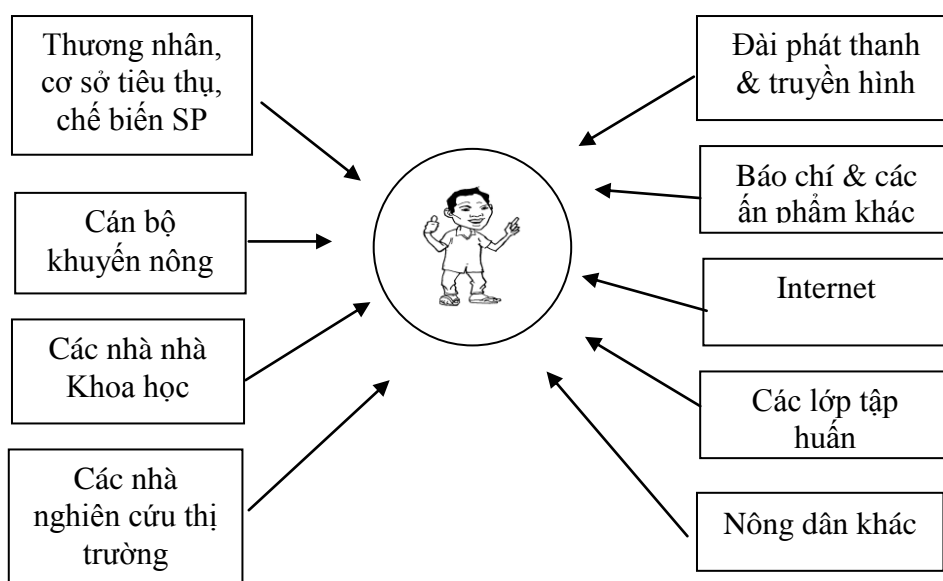 Thương nhân,
cơ sở tiêu thụ,
chế biến SP
Cán bộ
khuyến nông
Các nhà nhà
Khoa học
Các nhà
nghiên cứu thị
trường
Đài phát thanh
& truyền hình
Báo chí & các
ấn phẩm khác
Internet
Các lớp tập
huấn
Nông dân khác